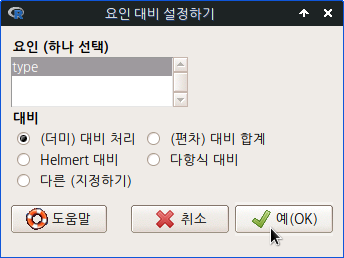 요인 대비 설정하기
요인 (하나 선택)
type
대비
(더미) 대비 처리 (편차) 대비 합계
Helmert 대비 다항식 대비
다른 (지정하기)
도움말 취소 예(OK)